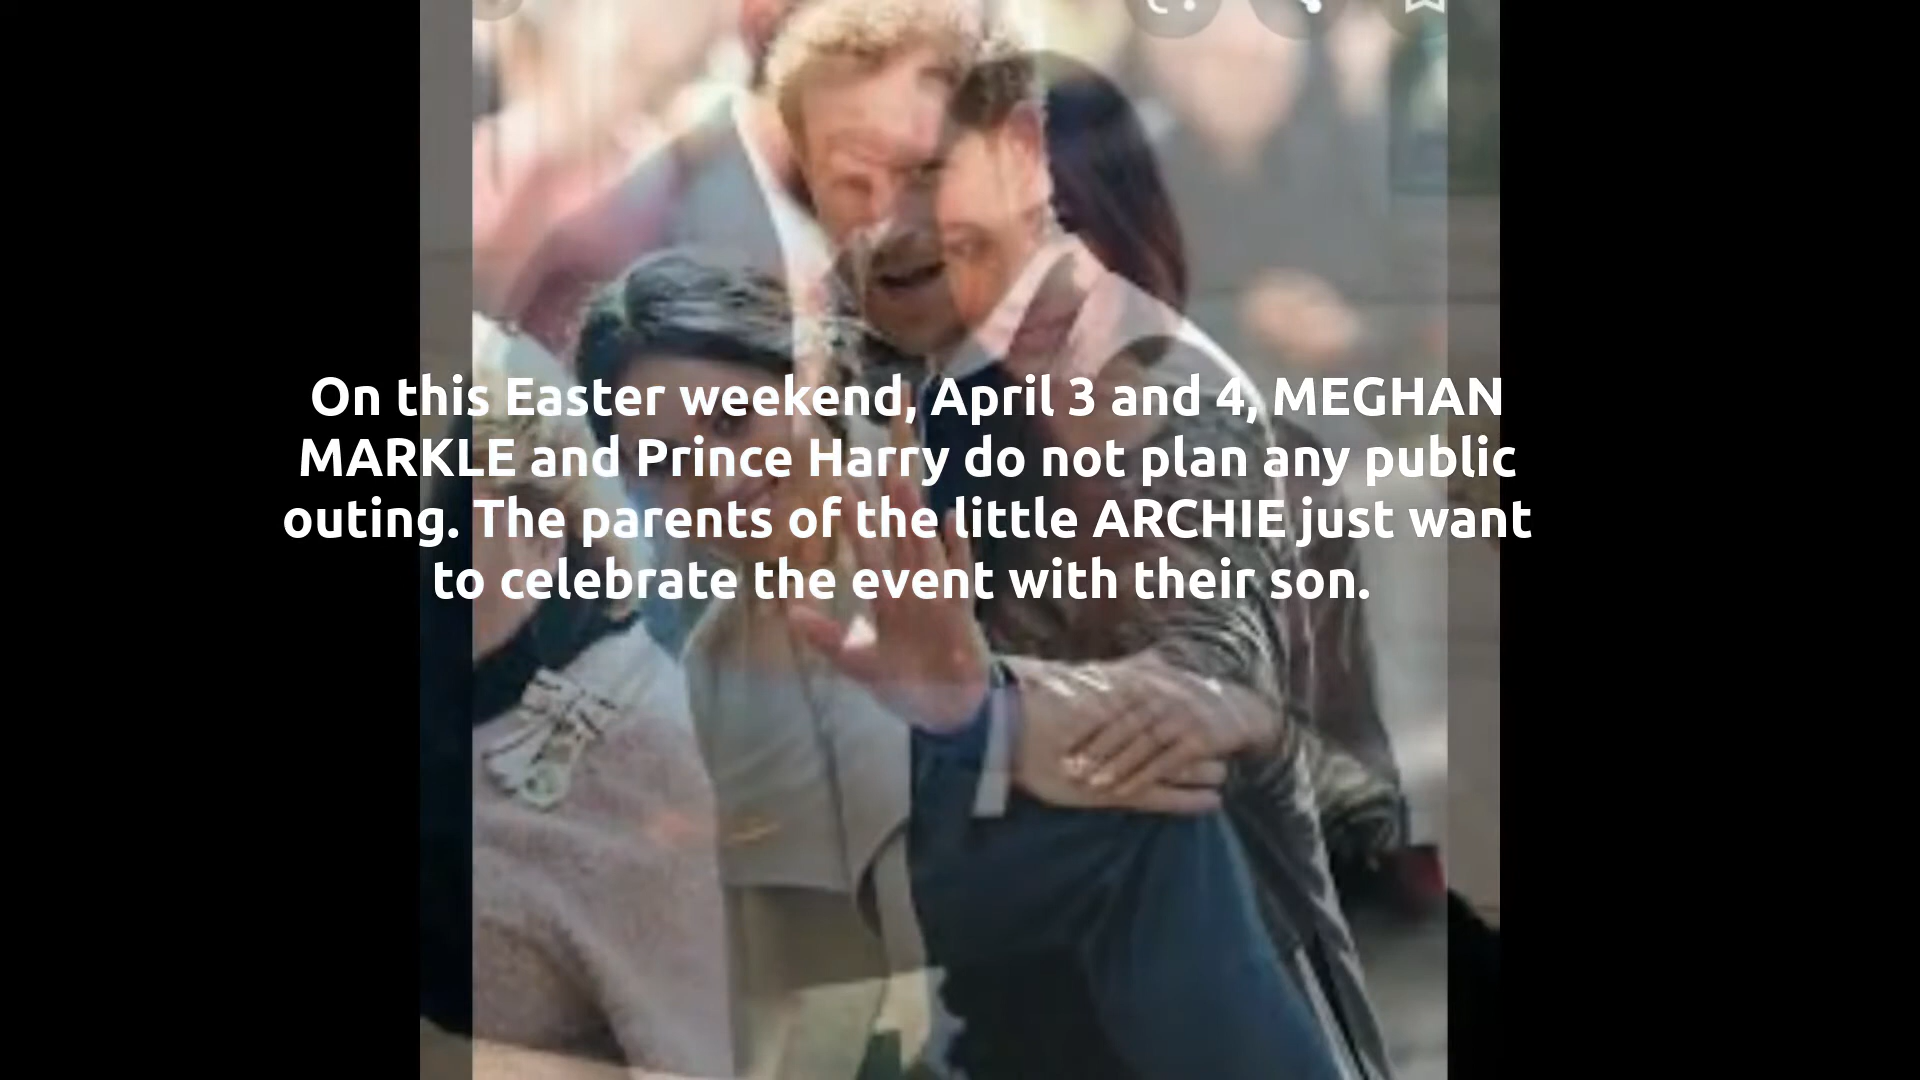 On this Easter weekend, April 3 and 4, MEGHAN
MARKLE and Prince Harry do not plan any public
outing. The parents of the little ARCHIE just want
to celebrate the event with their son.